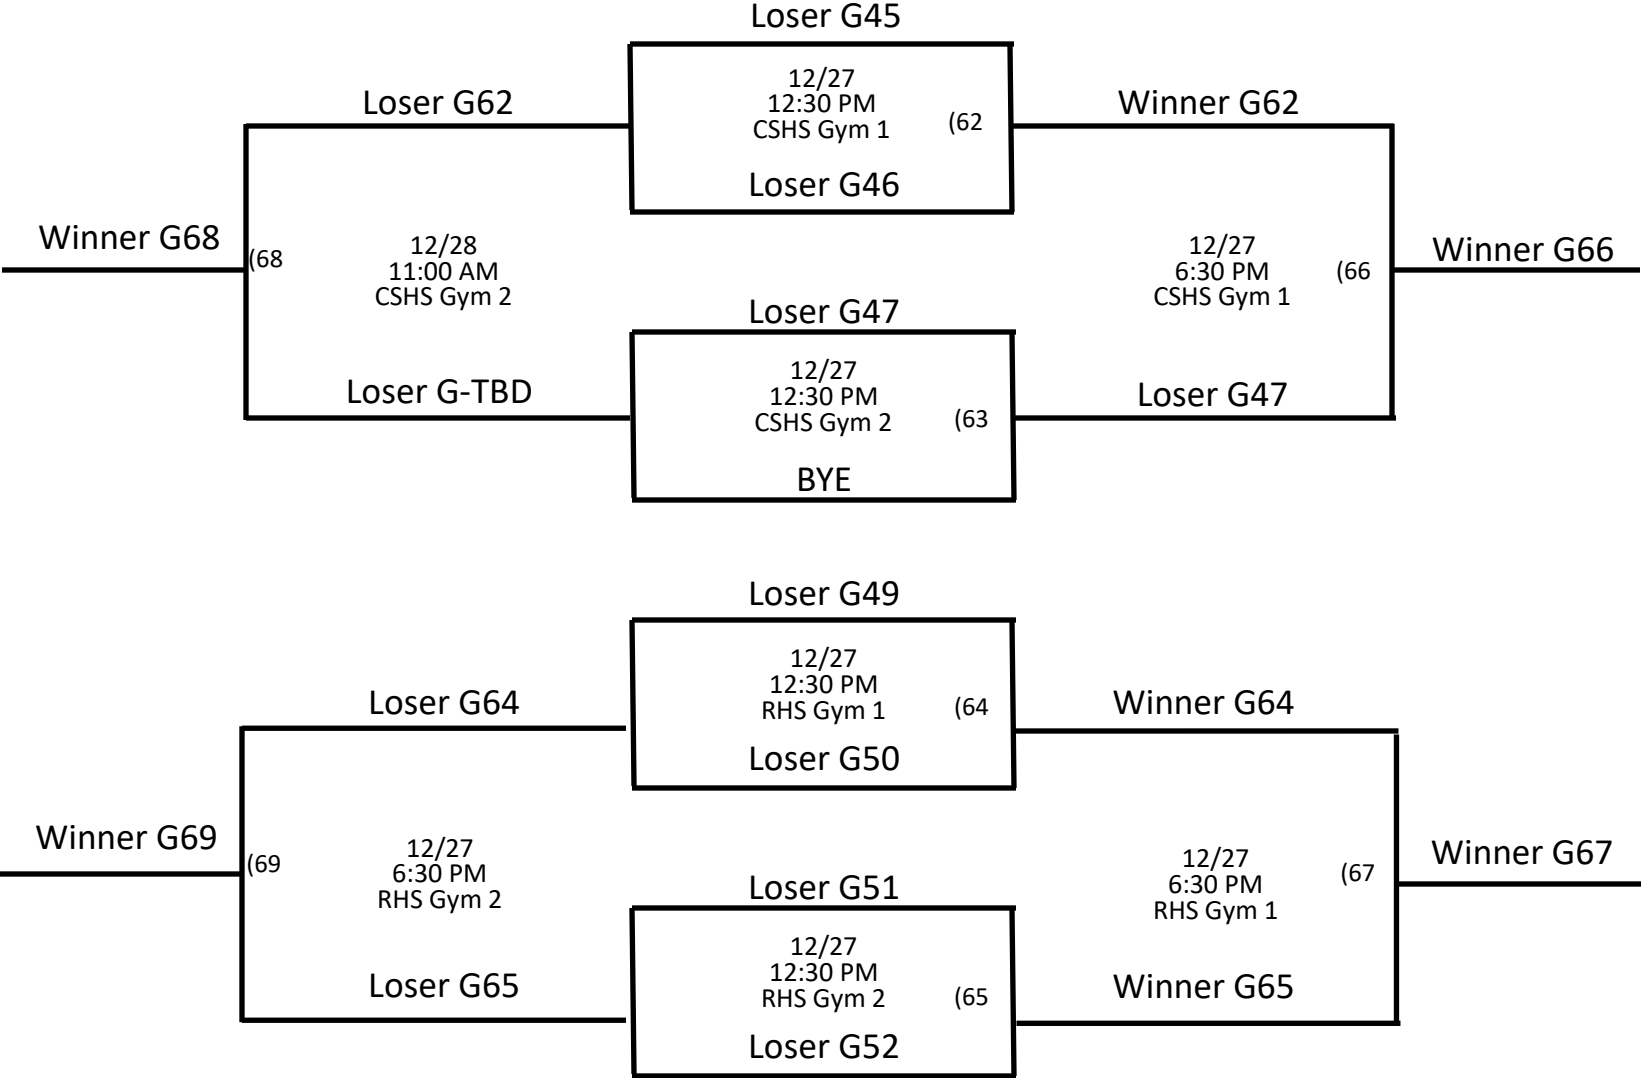 Loser G45
12/27
12:30 PM
CSHS Gym 1
(62
Loser G46
Loser G62
Winner G62
Winner G68
(68
12/28
11:00 AM
CSHS Gym 2
12/27
6:30 PM
CSHS Gym 1
(66
Winner G66
Loser G47
12/27
12:30 PM
CSHS Gym 2
(63
BYE
Loser G-TBD
Loser G47
Loser G49
12/27
12:30 PM
RHS Gym 1
(64
Loser G50
Loser G64
Winner G64
Winner G69
(69
12/27
6:30 PM
RHS Gym 2
12/27
6:30 PM
RHS Gym 1
(67
Winner G67
Loser G51
12/27
12:30 PM
RHS Gym 2
(65
Loser G52
Loser G65
Winner G65